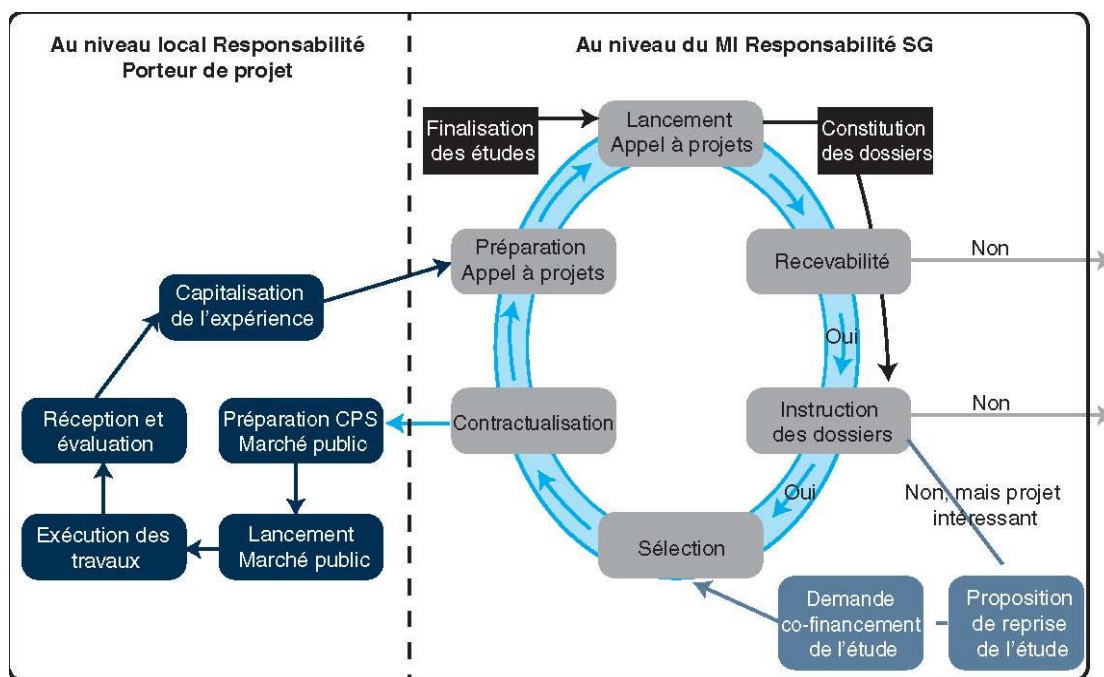 Au niveau local Responsabilité
Porteur de projet
Au niveau du MI Responsabilité SG
Finalisation
des études
Lancement
Appel à projets
Constitution
des dossiers
Préparation
Appel à projets
Recevabilité
Non
Capitalisation
de l'expérience
Oui
Réception et
évaluation
Préparation CPS
Marché public
Contractualisation
Instruction
des dossiers
Non
Oui
Non, mais projet
intéressant
Exécution des
travaux
Lancement
Marché public
Sélection
Demande
co-financement
de l'étude
Proposition
de reprise
de l'étude